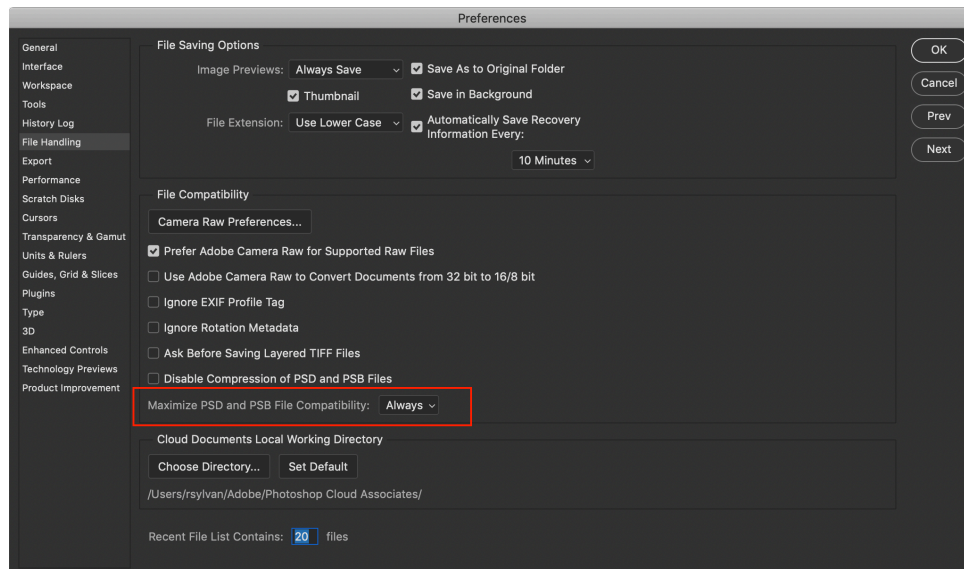 Preferences
General
Interface
Workspace
Tools
History Log
File Handling
Export
Performance
Scratch Disks
Cursors
Transparency & Gamut
Units & Rulers
Guides, Grid & Slices
Plugins
Type
3D
Enhanced Controls
Technology Previews
Product Improvement
File Saving Options
Image Previews: Always Save
Save As to Original Folder
Thumbnail
Save in Background
File Extension: Use Lower Case
Automatically Save Recovery
Information Every:
10 Minutes
File Compatibility
Camera Raw Preferences...
Prefer Adobe Camera Raw for Supported Raw Files
Use Adobe Camera Raw to Convert Documents from 32 bit to 16/8 bit
Ignore EXIF Profile Tag
Ignore Rotation Metadata
Ask Before Saving Layered TIFF Files
Disable Compression of PSD and PSB Files
Maximize PSD and PSB File Compatibility: Always
Cloud Documents Local Working Directory
Choose Directory... Set Default
/Users/rsylvan/Adobe/Photoshop Cloud Associates/
Recent File List Contains: 20 files
OK
Cancel
Prev
Next